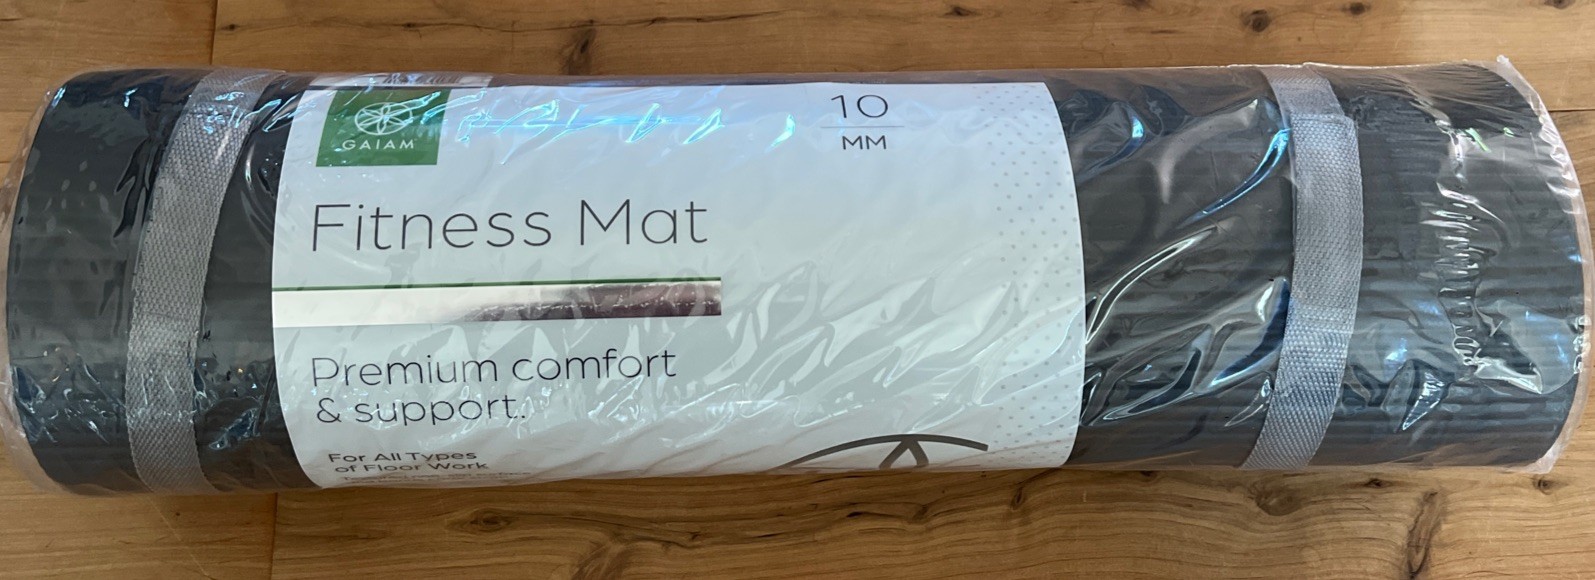 GAIAM
10
MM
Fitness Mat
Premium comfort
& support.
For All Types
of Floor Work